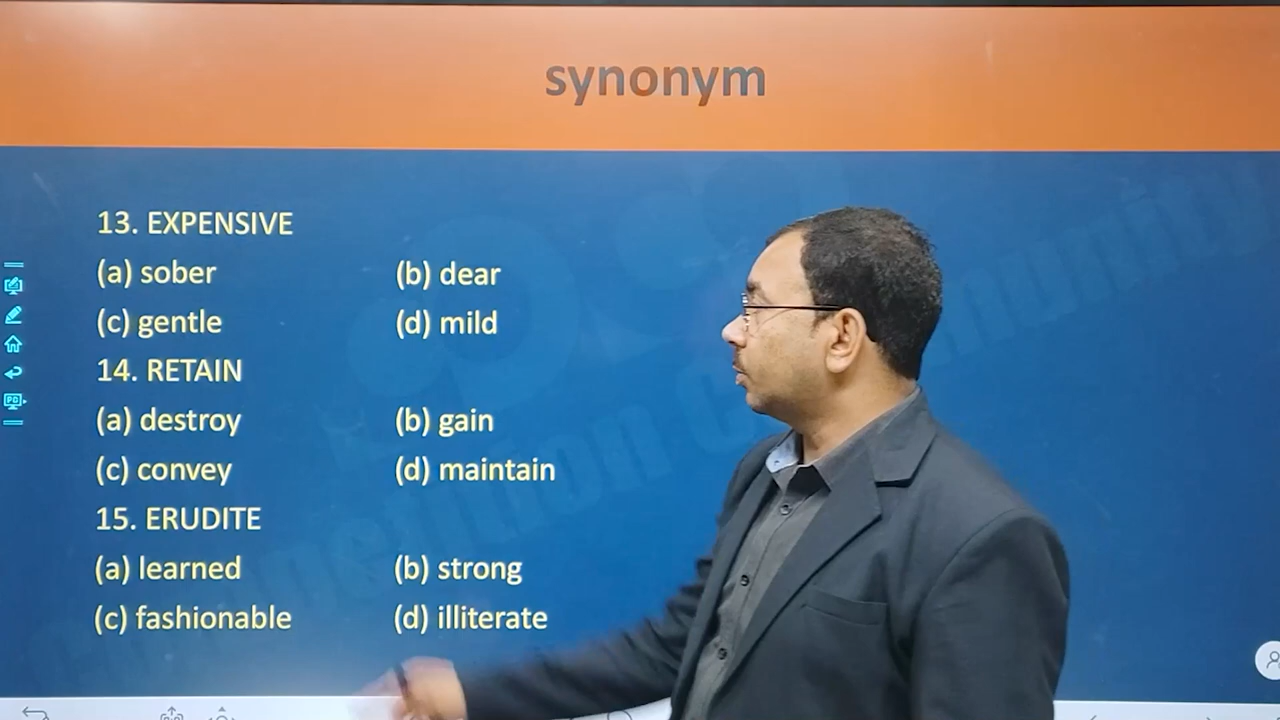 synonym
13. EXPENSIVE
(a) sober (b) dear
(c) gentle (d) mild
14. RETAIN
(a) destroy (b) gain
(c) convey (d) maintain
15. ERUDITE
(a) learned (b) strong
(c) fashionable (d) illiterate